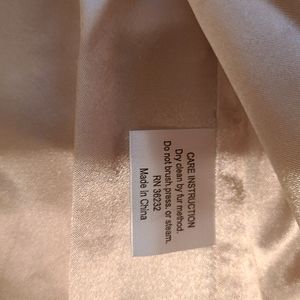 CARE INSTRUCTION
Dry clean by fur method.
Do not brush,press, or steam.
RN 36232
Made In China